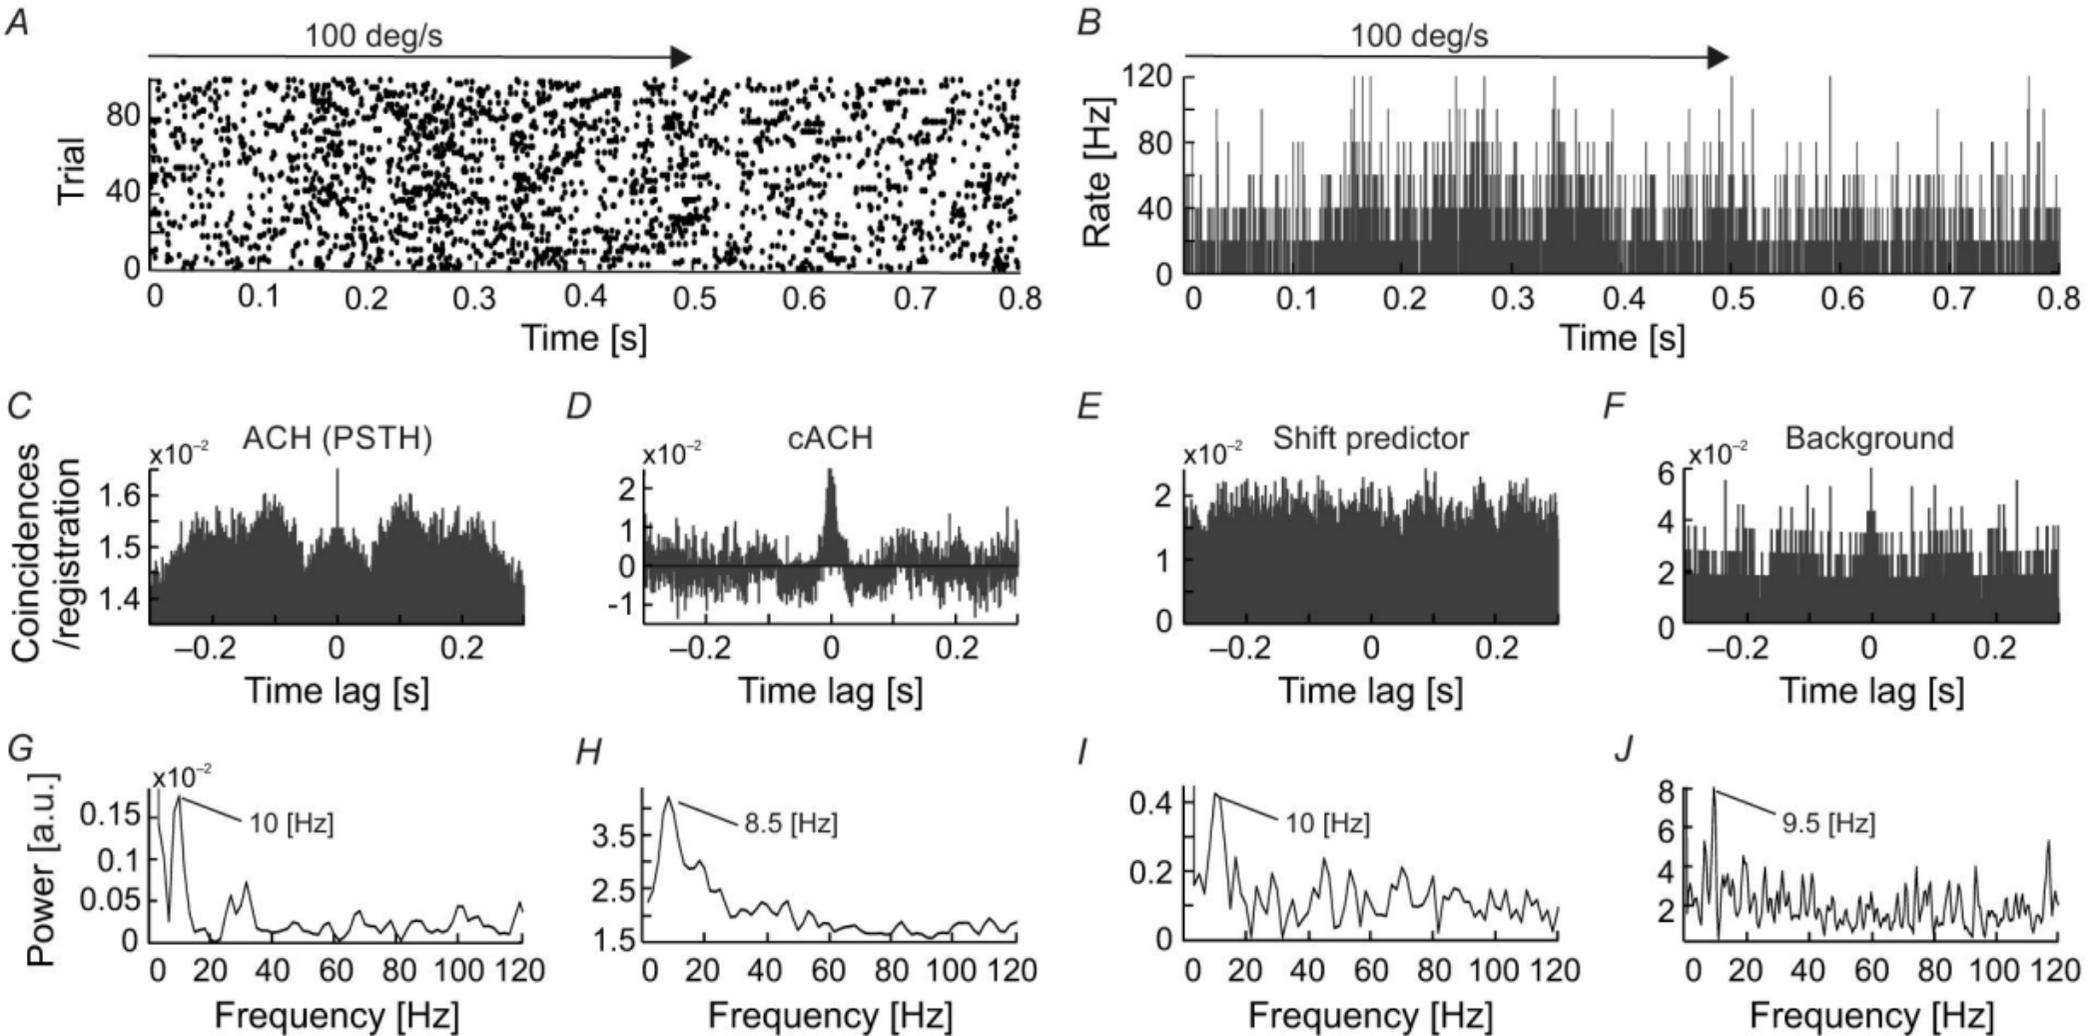 A
100 deg/s
Trial
80
40
0
0 0.1 0.2 0.3 0.4 0.5 0.6 0.7 0.8
Time [s]
B
100 deg/s
Rate [Hz]
120
80
40
0
0 0.1 0.2 0.3 0.4 0.5 0.6 0.7 0.8
Time [s]
C
ACH (PSTH)
x10⁻²
Coincidences
/registration
1.6
1.5
1.4
−0.2 0 0.2
Time lag [s]
D
cACH
x10⁻²
2
1
0
-1
−0.2 0 0.2
Time lag [s]
E
Shift predictor
x10⁻²
2
1
0
−0.2 0 0.2
Time lag [s]
F
Background
x10⁻²
6
4
2
0
−0.2 0 0.2
Time lag [s]
G
x10⁻²
Power [a.u.]
0.15
0.1
0.05
0
10 [Hz]
0 20 40 60 80 100 120
Frequency [Hz]
H
3.5
2.5
1.5
8.5 [Hz]
0 20 40 60 80 100 120
Frequency [Hz]
I
0.4
0.2
0
10 [Hz]
0 20 40 60 80 100 120
Frequency [Hz]
J
8
6
4
2
9.5 [Hz]
0 20 40 60 80 100 120
Frequency [Hz]